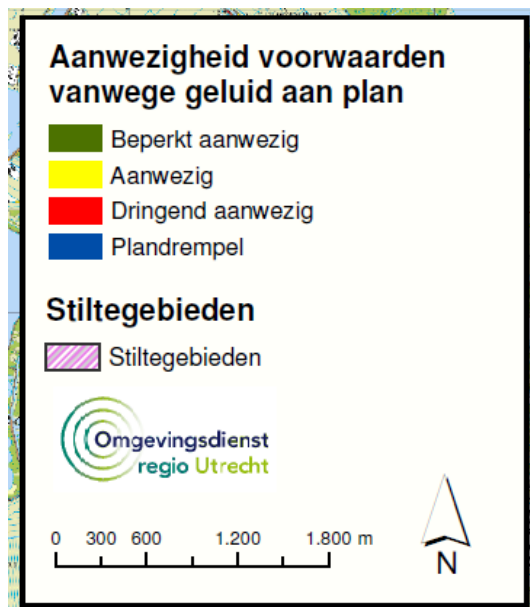 Aanwezigheid voorwaarden
vanwege geluid aan plan
Beperkt aanwezig
Aanwezig
Dringend aanwezig
Plandrempel
Stiltegebieden
Stiltegebieden
Omgevingsdienst
regio Utrecht
0 300 600 1.200 1.800 m
N